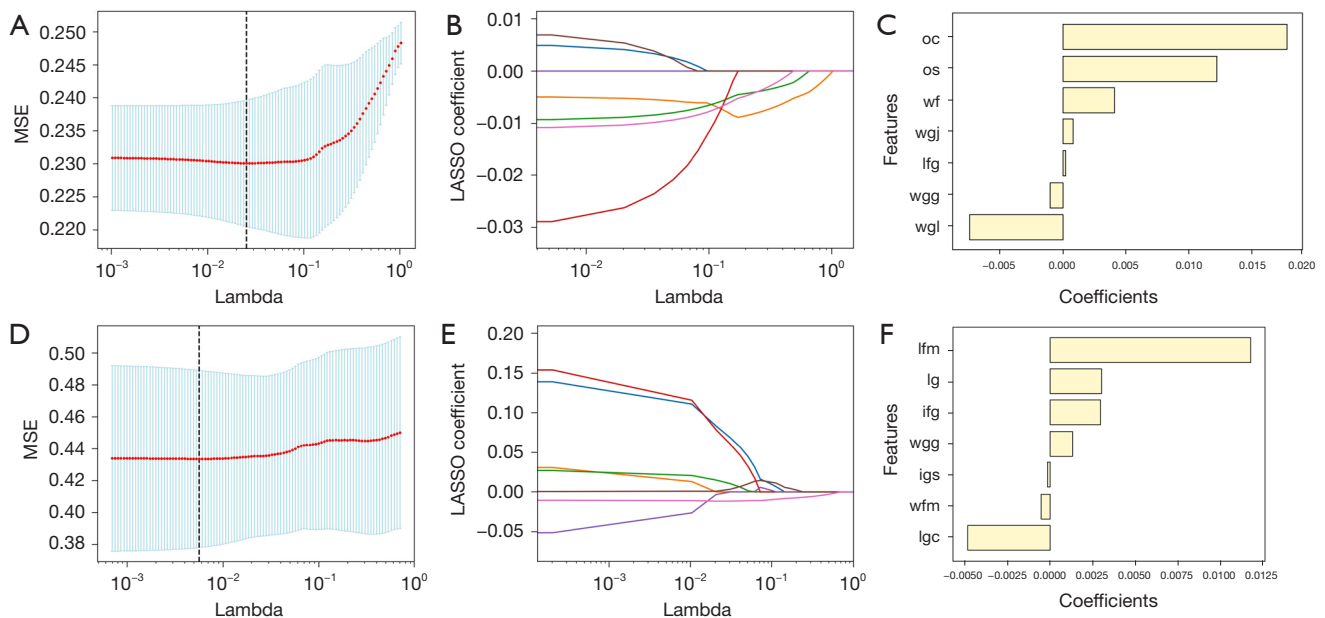 A
MSE
0.250
0.245
0.240
0.235
0.230
0.225
0.220
10⁻³
10⁻²
10⁻¹
10⁰
Lambda
B
LASSO coefficient
0.01
0.00
−0.01
−0.02
−0.03
10⁻²
10⁻¹
10⁰
Lambda
C
Features
oc
os
wf
wgj
lfg
wgg
wgl
−0.005
0.000
0.005
0.010
0.015
0.020
Coefficients
D
MSE
0.50
0.48
0.46
0.44
0.42
0.40
0.38
10⁻³
10⁻²
10⁻¹
10⁰
Lambda
E
LASSO coefficient
0.20
0.15
0.10
0.05
0.00
−0.05
10⁻³
10⁻²
10⁻¹
10⁰
Lambda
F
Features
lfm
lg
ifg
wgg
igs
wfm
lgc
−0.0050
−0.0025
0.0000
0.0025
0.0050
0.0075
0.0100
0.0125
Coefficients